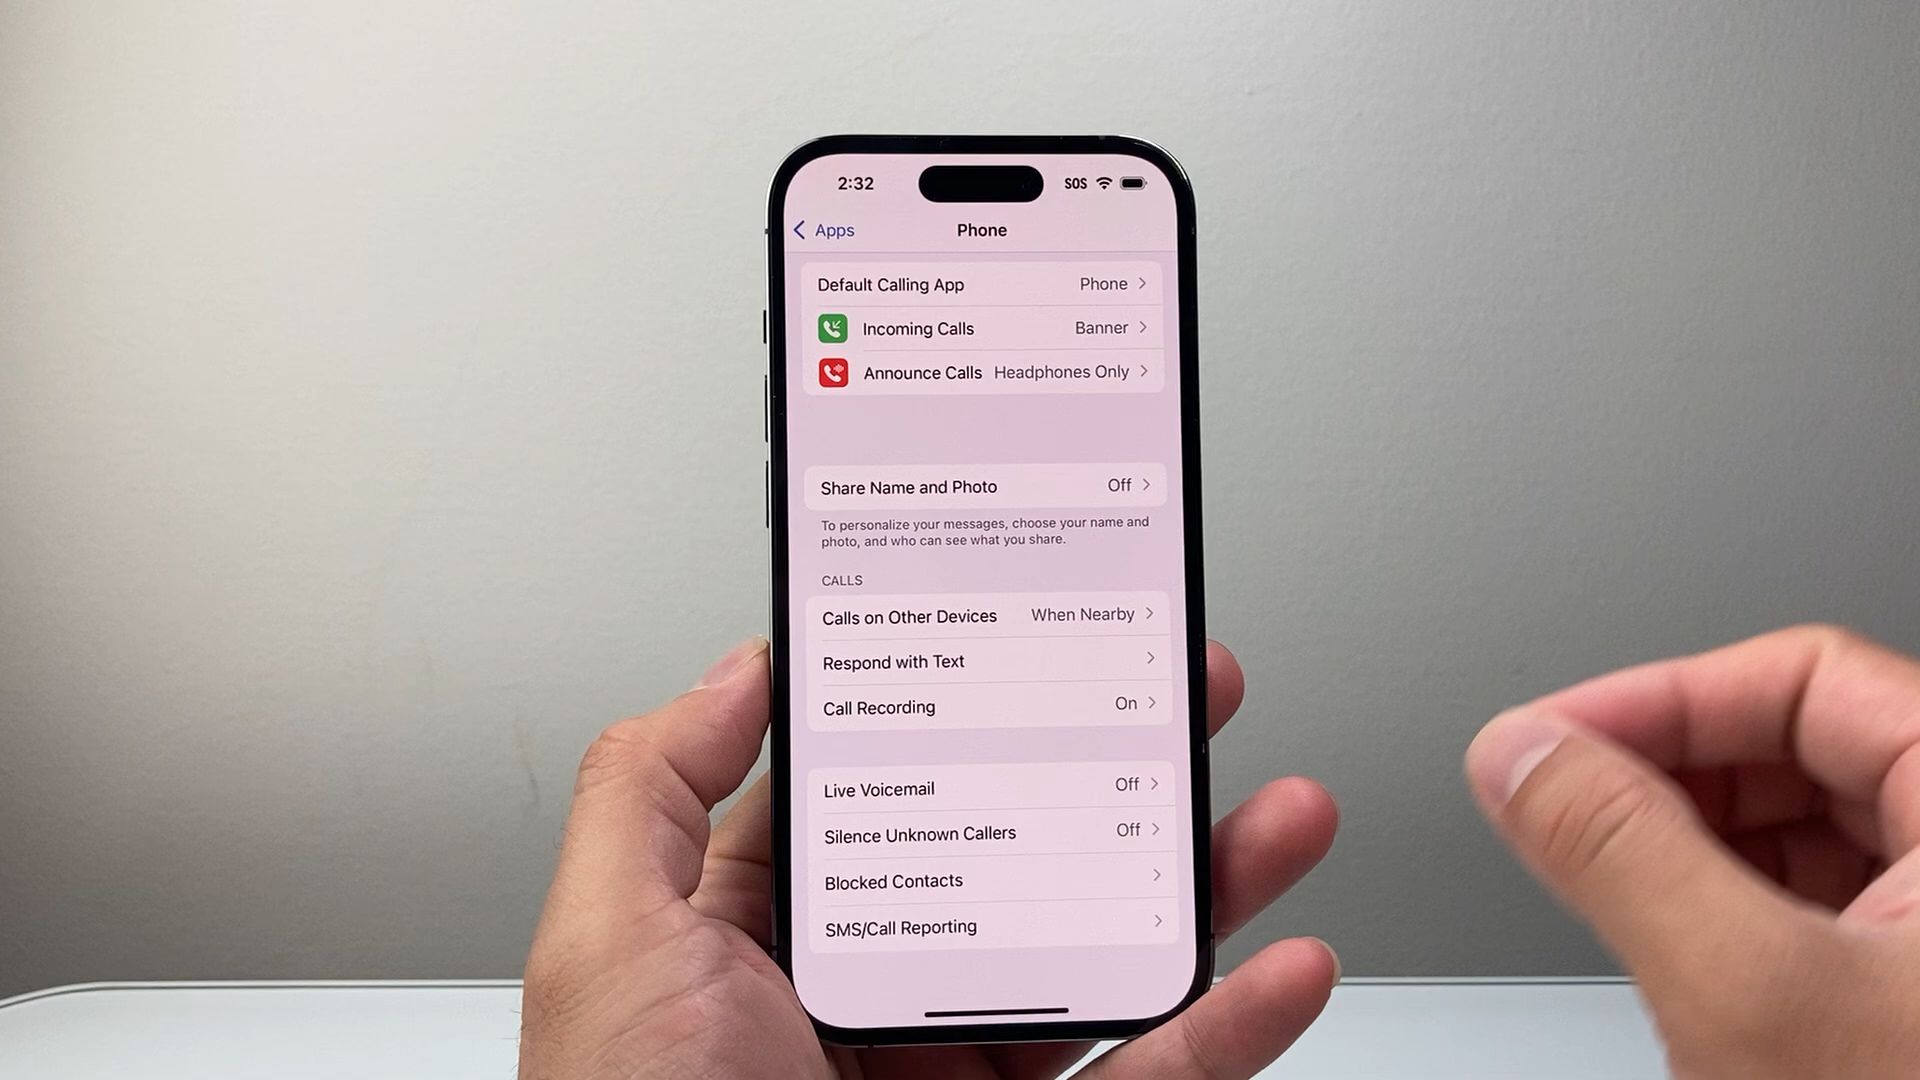 2:32 SOS
Apps Phone
Default Calling App Phone
Incoming Calls Banner
Announce Calls Headphones Only
Share Name and Photo Off
To personalize your messages, choose your name and
photo, and who can see what you share.
CALLS
Calls on Other Devices When Nearby
Respond with Text
Call Recording On
Live Voicemail Off
Silence Unknown Callers Off
Blocked Contacts
SMS/Call Reporting